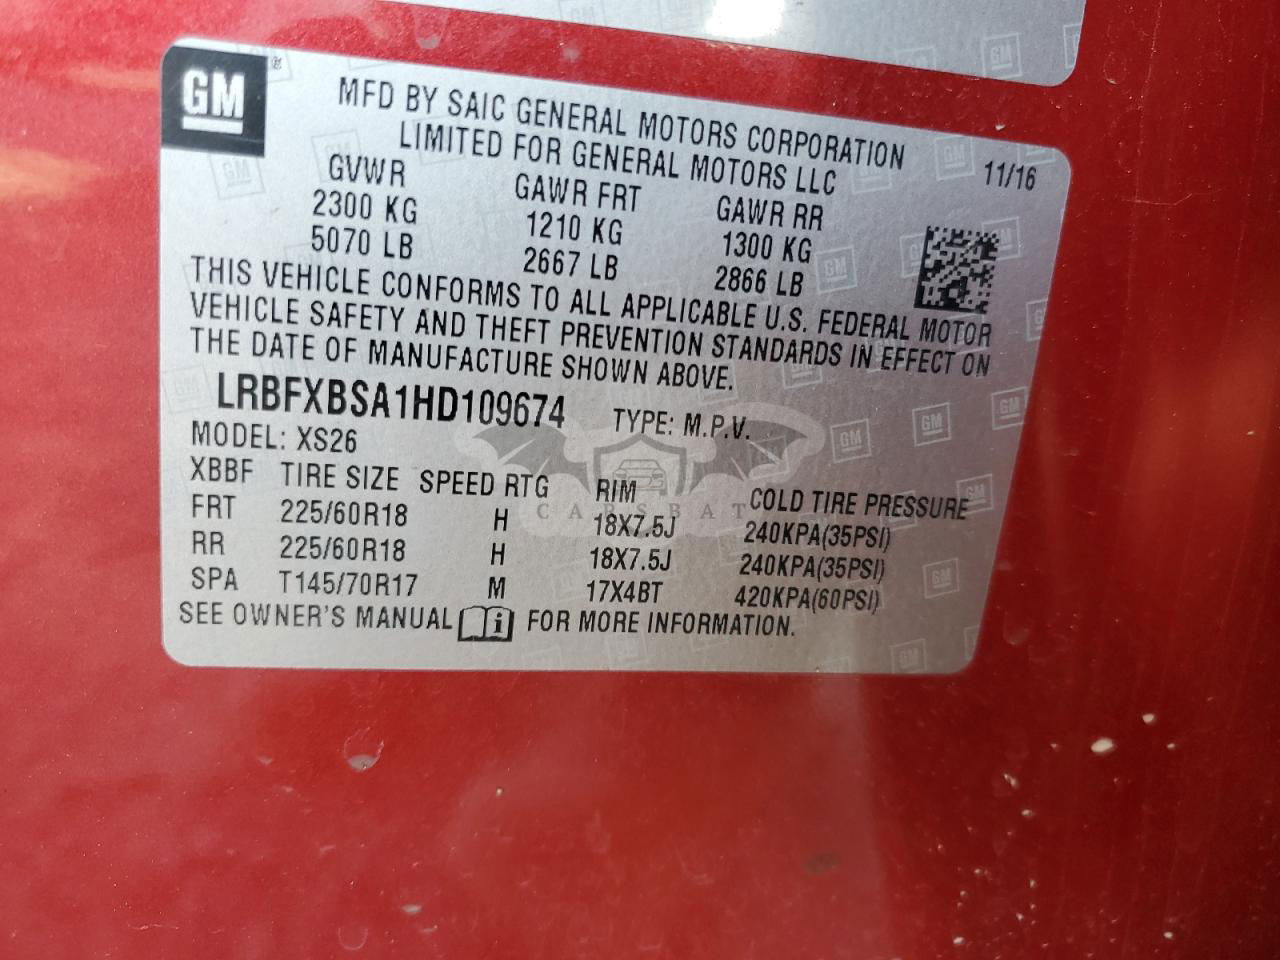 GM ®
MFD BY SAIC GENERAL MOTORS CORPORATION
LIMITED FOR GENERAL MOTORS LLC
11/16
GVWR GAWR FRT GAWR RR
2300 KG 1210 KG 1300 KG
5070 LB 2667 LB 2866 LB
THIS VEHICLE CONFORMS TO ALL APPLICABLE U.S. FEDERAL MOTOR
VEHICLE SAFETY AND THEFT PREVENTION STANDARDS IN EFFECT ON
THE DATE OF MANUFACTURE SHOWN ABOVE.
LRBFXBSA1HD109674 TYPE: M.P.V.
MODEL: XS26
XBBF TIRE SIZE SPEED RTG RIM COLD TIRE PRESSURE
FRT 225/60R18 H 18X7.5J 240KPA(35PSI)
RR 225/60R18 H 18X7.5J 240KPA(35PSI)
SPA T145/70R17 M 17X4BT 420KPA(60PSI)
SEE OWNER'S MANUAL i FOR MORE INFORMATION.
CARSBAT